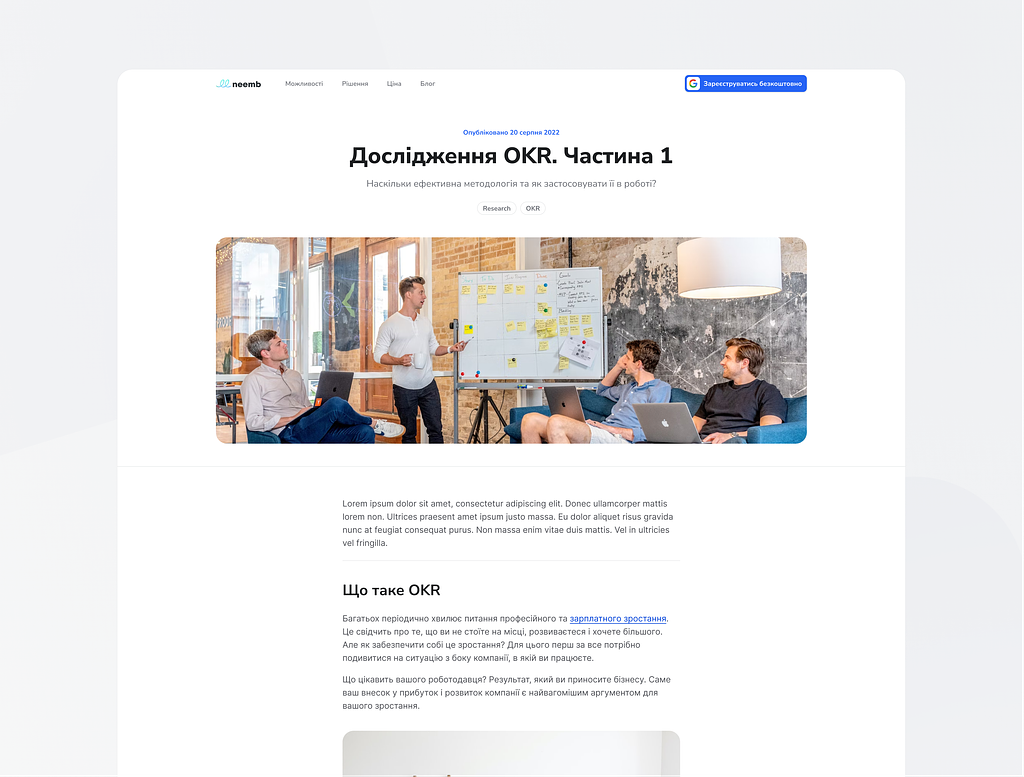 neemb
Можливості
Рішення
Ціна
Блог
Зареєструватись безкоштовно
Опубліковано 20 серпня 2022
Дослідження OKR. Частина 1
Наскільки ефективна методологія та як застосовувати її в роботі?
Research
OKR
Lorem ipsum dolor sit amet, consectetur adipiscing elit. Donec ullamcorper mattis
lorem non. Ultrices praesent amet ipsum justo massa. Eu dolor aliquet risus gravida
nunc at feugiat consequat purus. Non massa enim vitae duis mattis. Vel in ultricies
vel fringilla.
Що таке OKR
Багатьох періодично хвилює питання професійного та зарплатного зростання.
Це свідчить про те, що ви не стоїте на місці, розвиваєтеся і хочете більшого.
Але як забезпечити собі це зростання? Для цього перш за все потрібно
подивитися на ситуацію з боку компанії, в якій ви працюєте.
Що цікавить вашого роботодавця? Результат, який ви приносите бізнесу. Саме
ваш внесок у прибуток і розвиток компанії є найвагомішим аргументом для
вашого зростання.